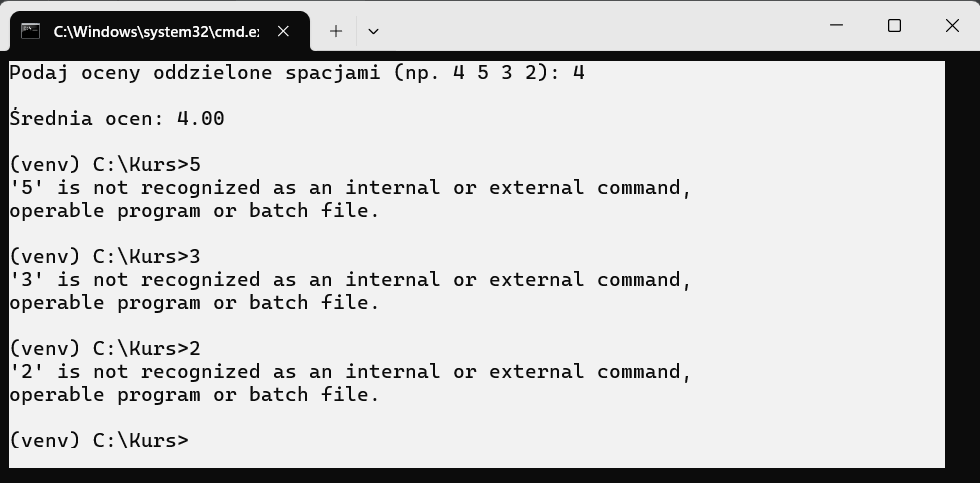 C:\Windows\system32\cmd.e
Podaj oceny oddzielone spacjami (np. 4 5 3 2): 4
Średnia ocen: 4.00
(venv) C:\Kurs>5
'5' is not recognized as an internal or external command,
operable program or batch file.
(venv) C:\Kurs>3
'3' is not recognized as an internal or external command,
operable program or batch file.
(venv) C:\Kurs>2
'2' is not recognized as an internal or external command,
operable program or batch file.
(venv) C:\Kurs>